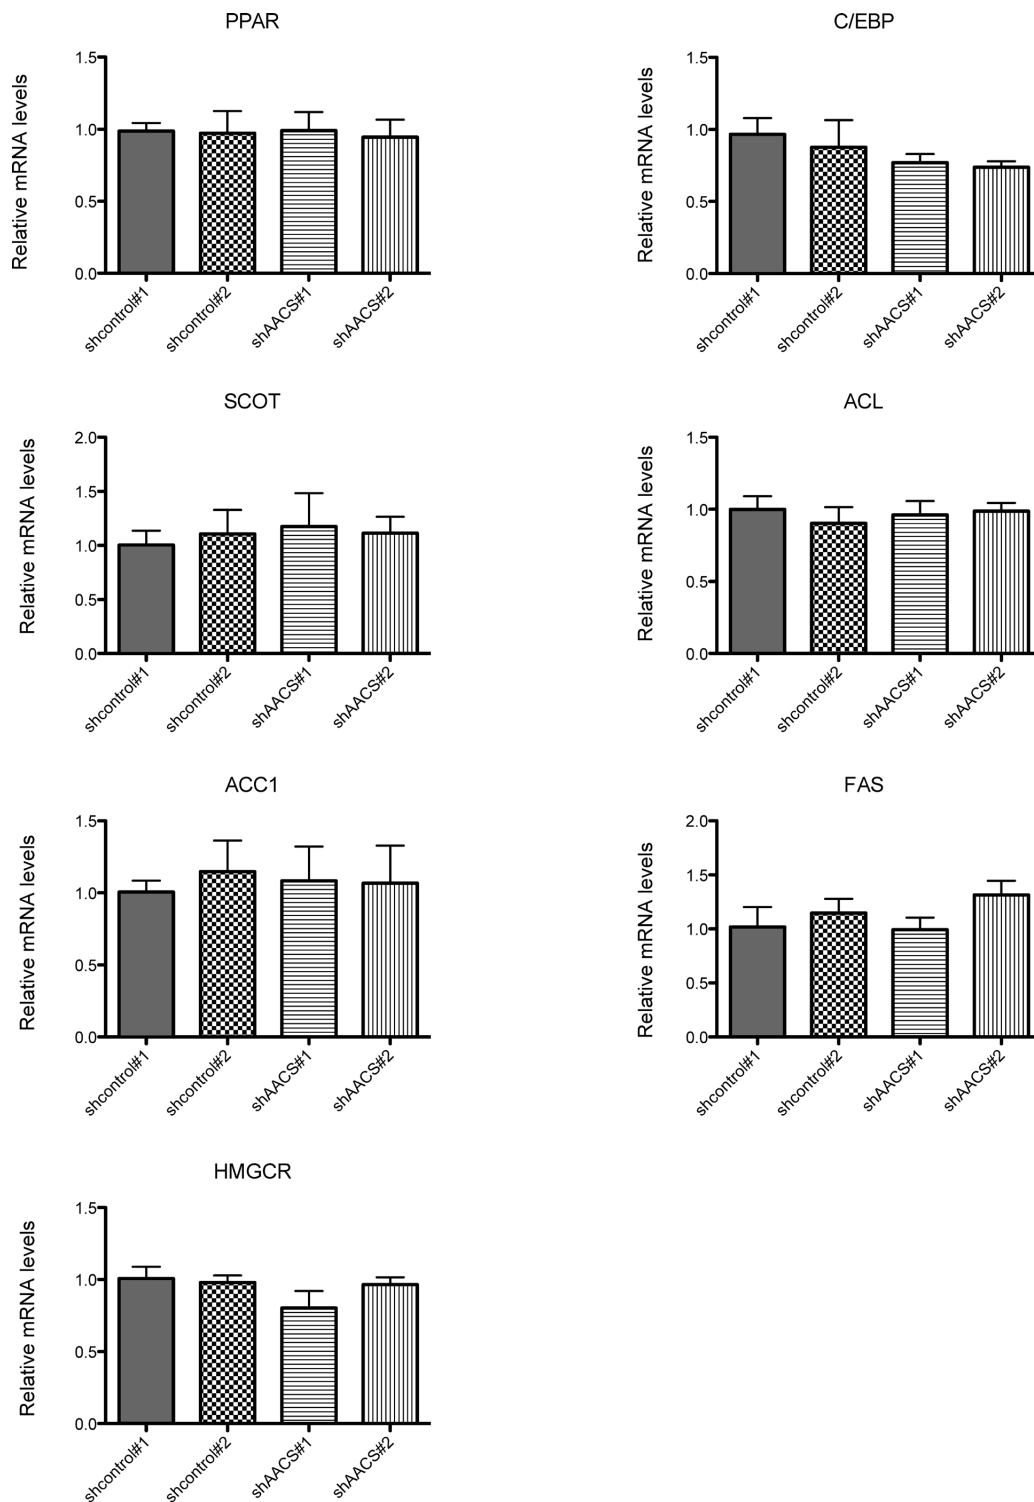 PPAR
Relative mRNA levels
1.5
1.0
0.5
0.0
shcontrol#1
shcontrol#2
shAACS#1
shAACS#2
C/EBP
Relative mRNA levels
1.5
1.0
0.5
0.0
shcontrol#1
shcontrol#2
shAACS#1
shAACS#2
SCOT
Relative mRNA levels
2.0
1.5
1.0
0.5
0.0
shcontrol#1
shcontrol#2
shAACS#1
shAACS#2
ACL
Relative mRNA levels
1.5
1.0
0.5
0.0
shcontrol#1
shcontrol#2
shAACS#1
shAACS#2
ACC1
Relative mRNA levels
1.5
1.0
0.5
0.0
shcontrol#1
shcontrol#2
shAACS#1
shAACS#2
FAS
Relative mRNA levels
2.0
1.5
1.0
0.5
0.0
shcontrol#1
shcontrol#2
shAACS#1
shAACS#2
HMGCR
Relative mRNA levels
1.5
1.0
0.5
0.0
shcontrol#1
shcontrol#2
shAACS#1
shAACS#2